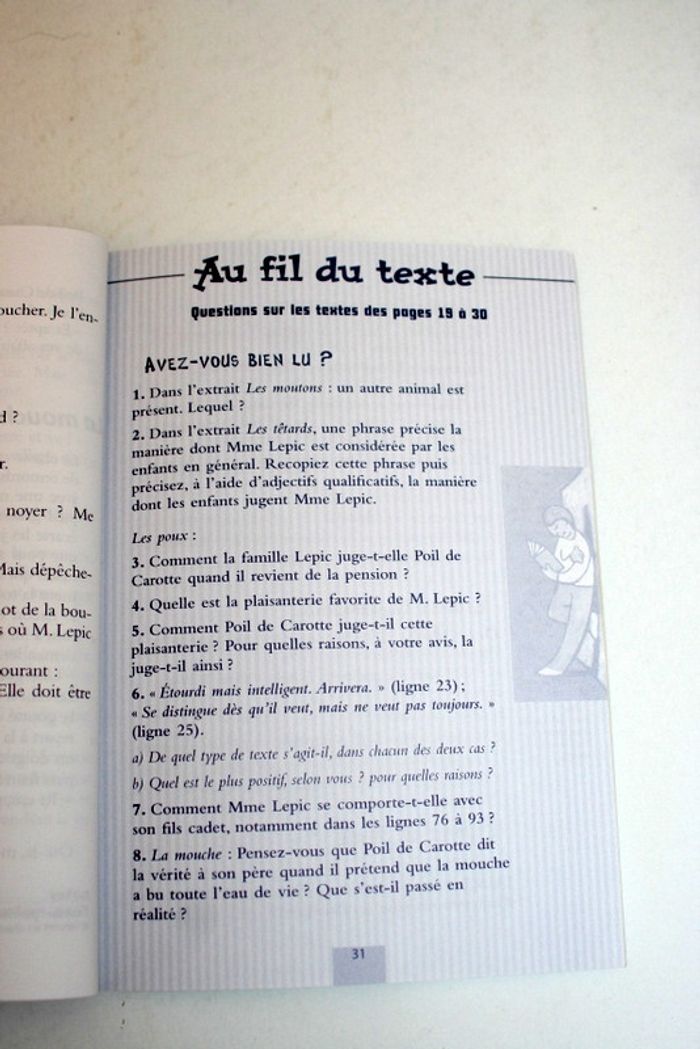 oucher. Je l'en-
d ?
r.
noyer ? Me
Mais dépêche-
ot de la bou-
s où M. Lepic
ourant :
Elle doit être
Au fil du texte
Questions sur les textes des pages 19 à 30
AVEZ-VOUS BIEN LU ?
1. Dans l'extrait Les moutons : un autre animal est
présent. Lequel ?
2. Dans l'extrait Les têtards, une phrase précise la
manière dont Mme Lepic est considérée par les
enfants en général. Recopiez cette phrase puis
précisez, à l'aide d'adjectifs qualificatifs, la manière
dont les enfants jugent Mme Lepic.
Les poux :
3. Comment la famille Lepic juge-t-elle Poil de
Carotte quand il revient de la pension ?
4. Quelle est la plaisanterie favorite de M. Lepic ?
5. Comment Poil de Carotte juge-t-il cette
plaisanterie ? Pour quelles raisons, à votre avis, la
juge-t-il ainsi ?
6. « Étourdi mais intelligent. Arrivera. » (ligne 23) ;
« Se distingue dès qu'il veut, mais ne veut pas toujours. »
(ligne 25).
a) De quel type de texte s'agit-il, dans chacun des deux cas ?
b) Quel est le plus positif, selon vous ? pour quelles raisons ?
7. Comment Mme Lepic se comporte-t-elle avec
son fils cadet, notamment dans les lignes 76 à 93 ?
8. La mouche : Pensez-vous que Poil de Carotte dit
la vérité à son père quand il prétend que la mouche
a bu toute l'eau de vie ? Que s'est-il passé en
réalité ?
31